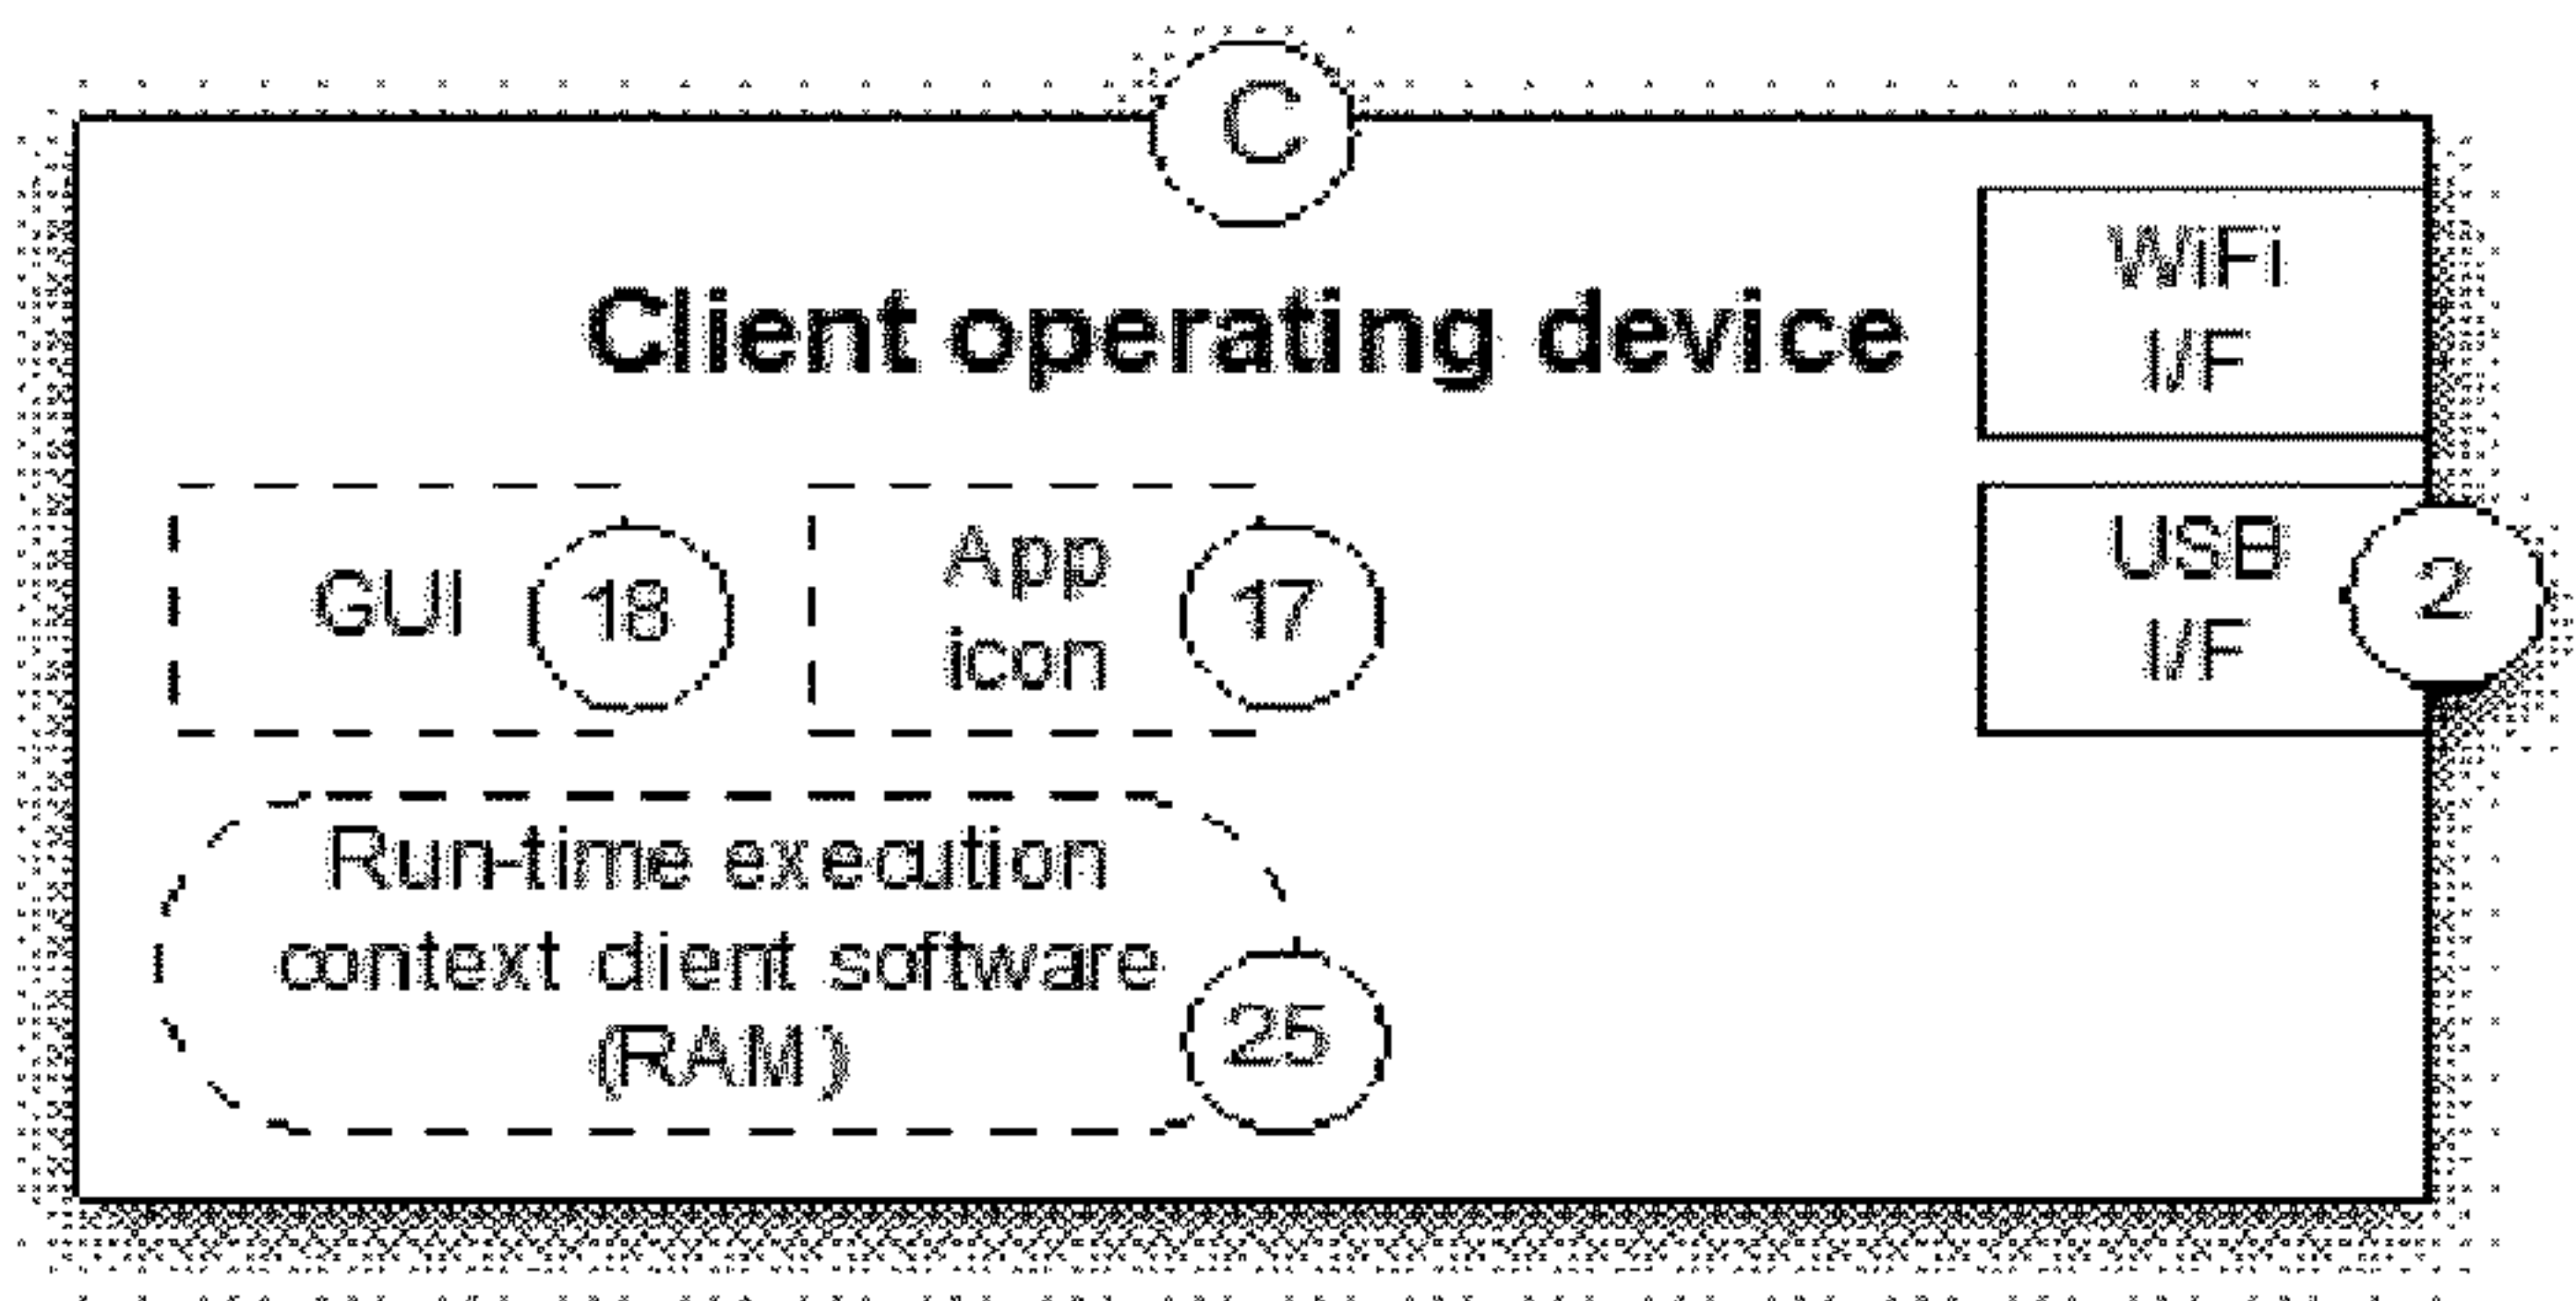 C
Client operating device
WiFi
I/F
GUI
18
App
icon
17
USB
I/F
2
Run-time execution
context client software
(RAM)
25